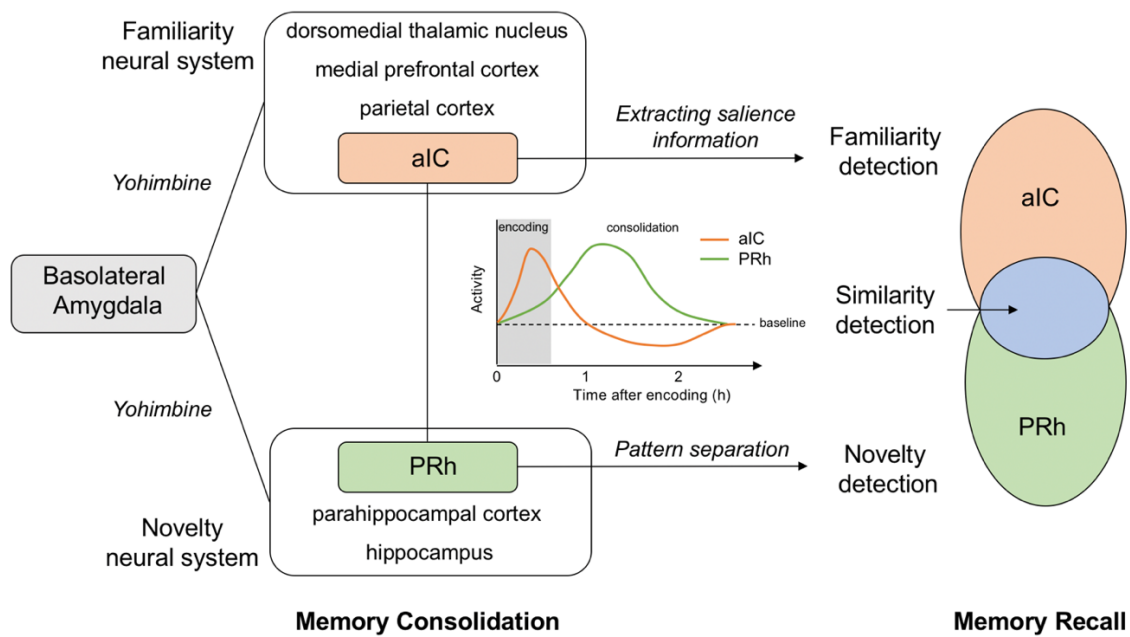 Familiarity
neural system
dorsomedial thalamic nucleus
medial prefrontal cortex
parietal cortex
aIC
Extracting salience
information
Familiarity
detection
aIC
Yohimbine
encoding
consolidation
aIC
PRh
Activity
baseline
0
1
2
Time after encoding (h)
Basolateral
Amygdala
Similarity
detection
Yohimbine
PRh
Pattern separation
Novelty
detection
PRh
parahippocampal cortex
hippocampus
Novelty
neural system
Memory Consolidation
Memory Recall